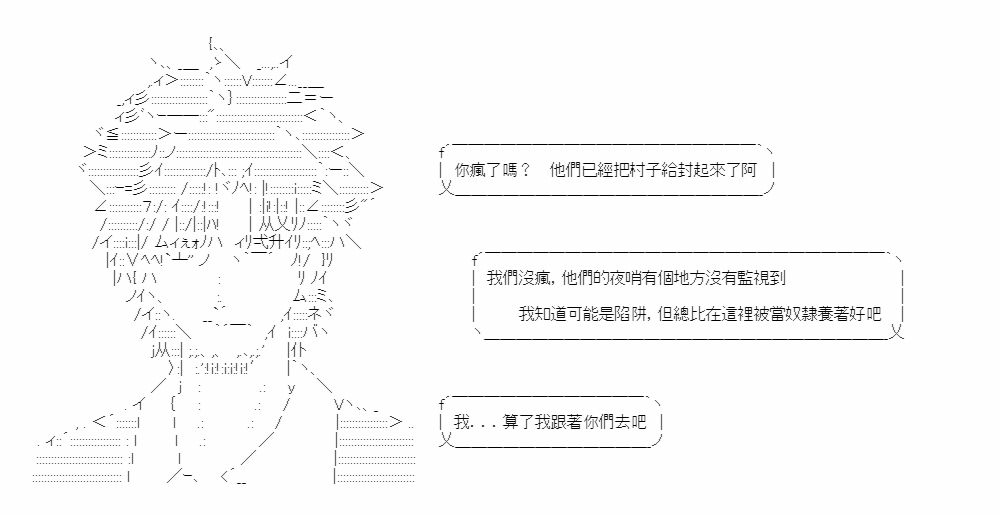 你瘋了嗎？　他們已經把村子給封起來了阿
我們沒瘋，他們的夜哨有個地方沒有監視到
我知道可能是陷阱，但總比在這裡被當奴隸養著好吧
我．．．算了我跟著你們去吧